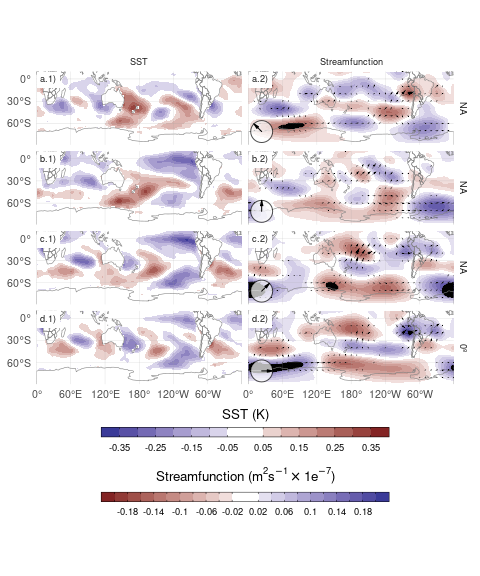 SST Streamfunction
a.1) a.2)
0° 30°S 60°S NA
b.1) b.2)
0° 30°S 60°S NA
c.1) c.2)
0° 30°S 60°S NA
d.1) d.2)
0° 30°S 60°S 0º
0° 60°E 120°E 180° 120°W 60°W 0° 60°E 120°E 180° 120°W 60°W
SST (K)
-0.35 -0.25 -0.15 -0.05 0.05 0.15 0.25 0.35
Streamfunction (m²s⁻¹ × 1e⁻⁷)
-0.18 -0.14 -0.1 -0.06 -0.02 0.02 0.06 0.1 0.14 0.18